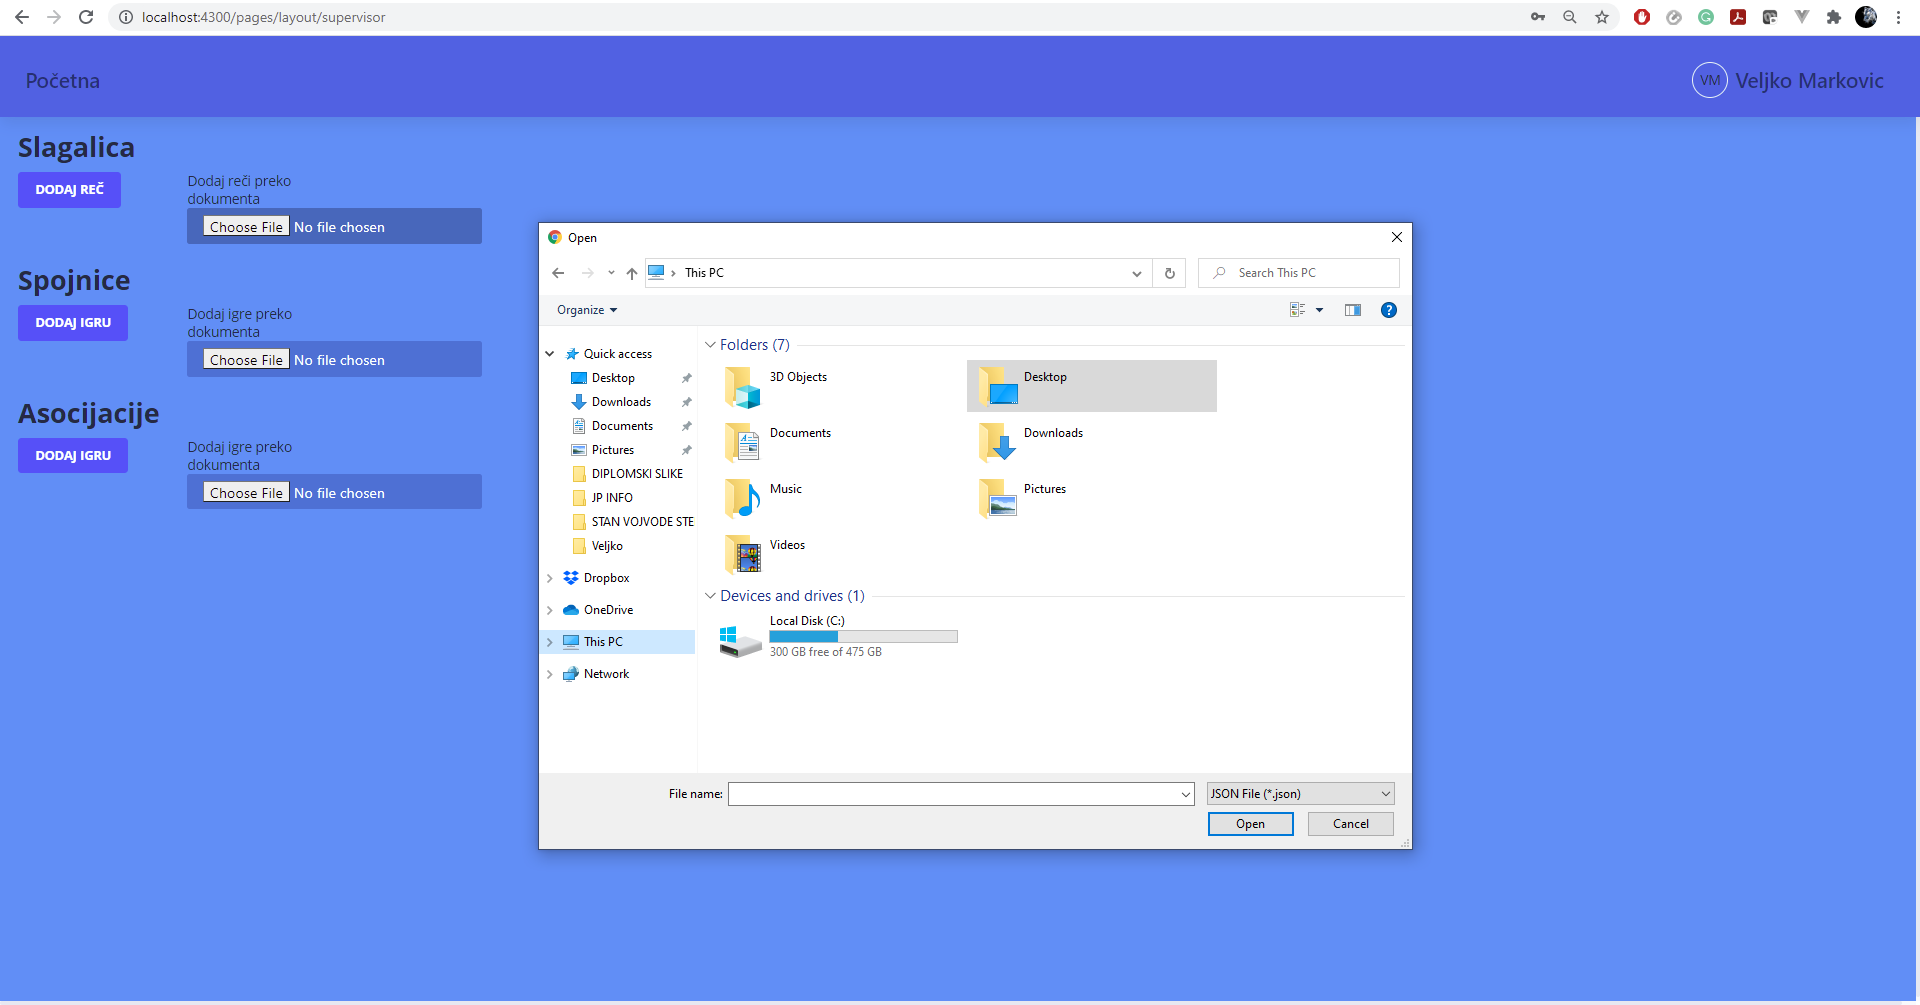 localhost:4300/pages/layout/supervisor
Početna
VM Veljko Markovic
Slagalica
DODAJ REČ
Dodaj reči preko
dokumenta
Choose File No file chosen
Spojnice
DODAJ IGRU
Dodaj igre preko
dokumenta
Choose File No file chosen
Asocijacije
DODAJ IGRU
Dodaj igre preko
dokumenta
Choose File No file chosen
Open
This PC
Search This PC
Organize
Quick access
Desktop
Downloads
Documents
Pictures
DIPLOMSKI SLIKE
JP INFO
STAN VOJVODE STE
Veljko
Dropbox
OneDrive
This PC
Network
Folders (7)
3D Objects
Desktop
Documents
Downloads
Music
Pictures
Videos
Devices and drives (1)
Local Disk (C:)
300 GB free of 475 GB
File name:
JSON File (*.json)
Open
Cancel